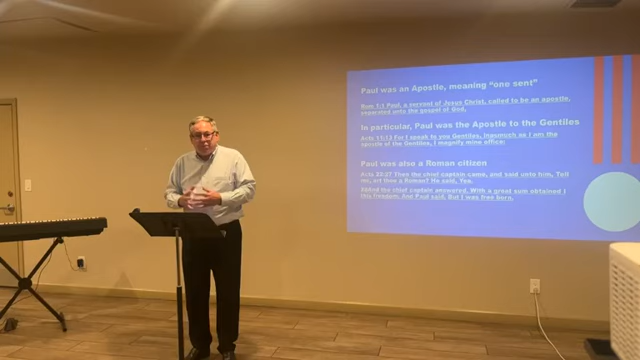 Paul was an Apostle, meaning "one sent"
Rom 1:1 Paul, a servant of Jesus Christ, called to be an apostle,
separated unto the gospel of God,
In particular, Paul was the Apostle to the Gentiles
Acts 11:13 For I speak to you Gentiles, inasmuch as I am the
apostle of the Gentiles, I magnify mine office:
Paul was also a Roman citizen
Acts 22:27 Then the chief captain came, and said unto him, Tell
me, art thou a Roman? He said, Yea.
28And the chief captain answered, With a great sum obtained I
this freedom. And Paul said, But I was free born.